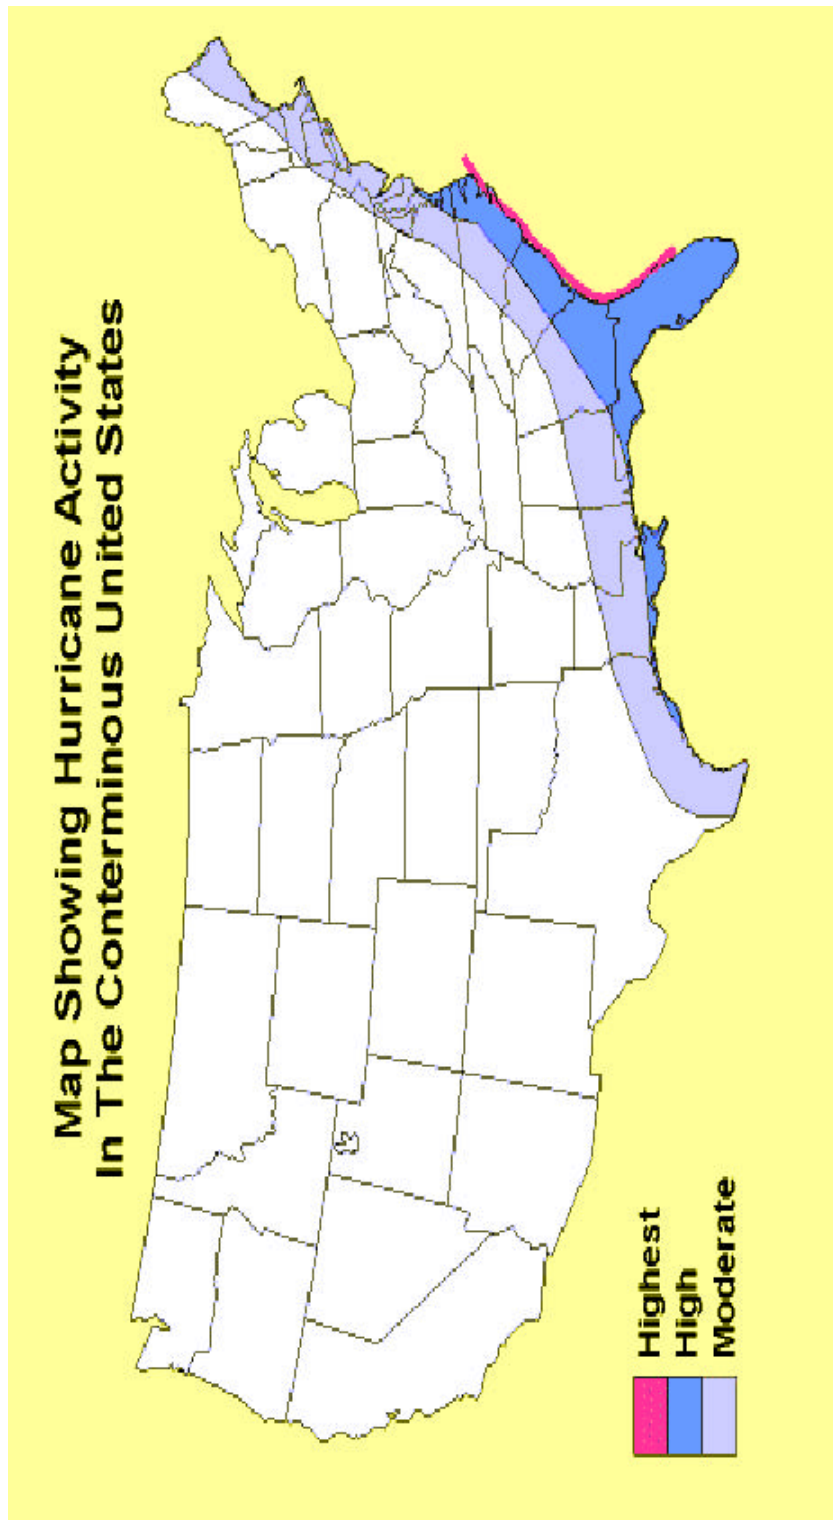 Map Showing Hurricane Activity
In The Conterminous United States
Highest
High
Moderate